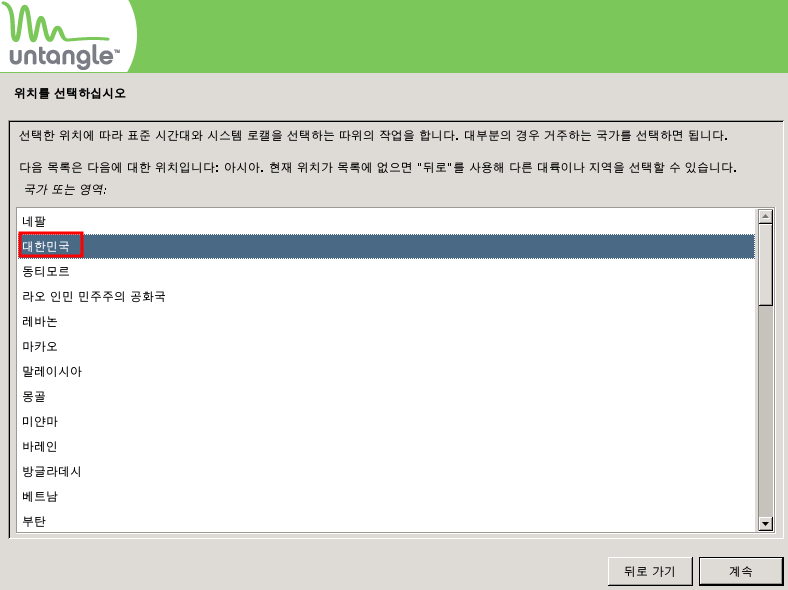 untangle™
위치를 선택하십시오
선택한 위치에 따라 표준 시간대와 시스템 로캘을 선택하는 따위의 작업을 합니다. 대부분의 경우 거주하는 국가를 선택하면 됩니다.
다음 목록은 다음에 대한 위치입니다: 아시아. 현재 위치가 목록에 없으면 "뒤로"를 사용해 다른 대륙이나 지역을 선택할 수 있습니다.
국가 또는 영역:
네팔
대한민국
동티모르
라오 인민 민주주의 공화국
레바논
마카오
말레이시아
몽골
미얀마
바레인
방글라데시
베트남
부탄
뒤로 가기
계속